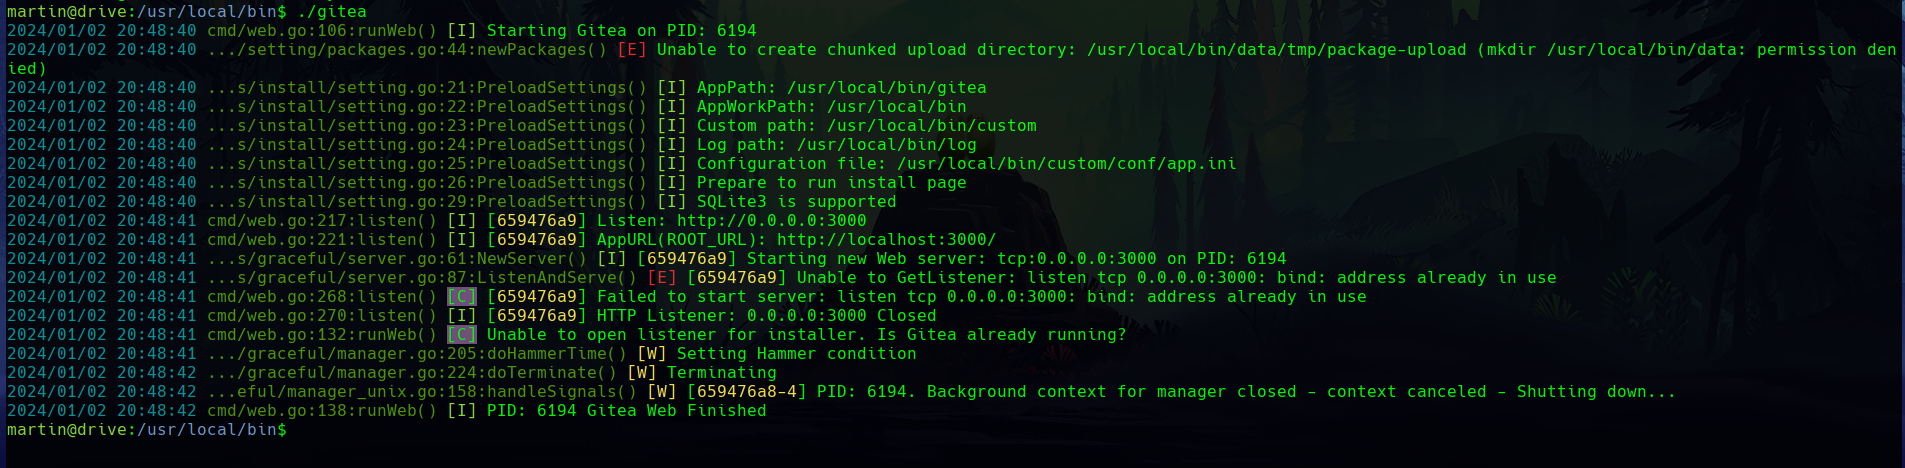 martin@drive:/usr/local/bin$ ./gitea
2024/01/02 20:48:40 cmd/web.go:106:runWeb() [I] Starting Gitea on PID: 6194
2024/01/02 20:48:40 .../setting/packages.go:44:newPackages() [E] Unable to create chunked upload directory: /usr/local/bin/data/tmp/package-upload (mkdir /usr/local/bin/data: permission den
ied)
2024/01/02 20:48:40 ...s/install/setting.go:21:PreloadSettings() [I] AppPath: /usr/local/bin/gitea
2024/01/02 20:48:40 ...s/install/setting.go:22:PreloadSettings() [I] AppWorkPath: /usr/local/bin
2024/01/02 20:48:40 ...s/install/setting.go:23:PreloadSettings() [I] Custom path: /usr/local/bin/custom
2024/01/02 20:48:40 ...s/install/setting.go:24:PreloadSettings() [I] Log path: /usr/local/bin/log
2024/01/02 20:48:40 ...s/install/setting.go:25:PreloadSettings() [I] Configuration file: /usr/local/bin/custom/conf/app.ini
2024/01/02 20:48:40 ...s/install/setting.go:26:PreloadSettings() [I] Prepare to run install page
2024/01/02 20:48:40 ...s/install/setting.go:29:PreloadSettings() [I] SQLite3 is supported
2024/01/02 20:48:41 cmd/web.go:217:listen() [I] [659476a9] Listen: http://0.0.0.0:3000
2024/01/02 20:48:41 cmd/web.go:221:listen() [I] [659476a9] AppURL(ROOT_URL): http://localhost:3000/
2024/01/02 20:48:41 ...s/graceful/server.go:61:NewServer() [I] [659476a9] Starting new Web server: tcp:0.0.0.0:3000 on PID: 6194
2024/01/02 20:48:41 ...s/graceful/server.go:87:ListenAndServe() [E] [659476a9] Unable to GetListener: listen tcp 0.0.0.0:3000: bind: address already in use
2024/01/02 20:48:41 cmd/web.go:268:listen() [C] [659476a9] Failed to start server: listen tcp 0.0.0.0:3000: bind: address already in use
2024/01/02 20:48:41 cmd/web.go:270:listen() [I] [659476a9] HTTP Listener: 0.0.0.0:3000 Closed
2024/01/02 20:48:41 cmd/web.go:132:runWeb() [C] Unable to open listener for installer. Is Gitea already running?
2024/01/02 20:48:41 .../graceful/manager.go:205:doHammerTime() [W] Setting Hammer condition
2024/01/02 20:48:42 .../graceful/manager.go:224:doTerminate() [W] Terminating
2024/01/02 20:48:42 ...eful/manager_unix.go:158:handleSignals() [W] [659476a8-4] PID: 6194. Background context for manager closed - context canceled - Shutting down...
2024/01/02 20:48:42 cmd/web.go:138:runWeb() [I] PID: 6194 Gitea Web Finished
martin@drive:/usr/local/bin$